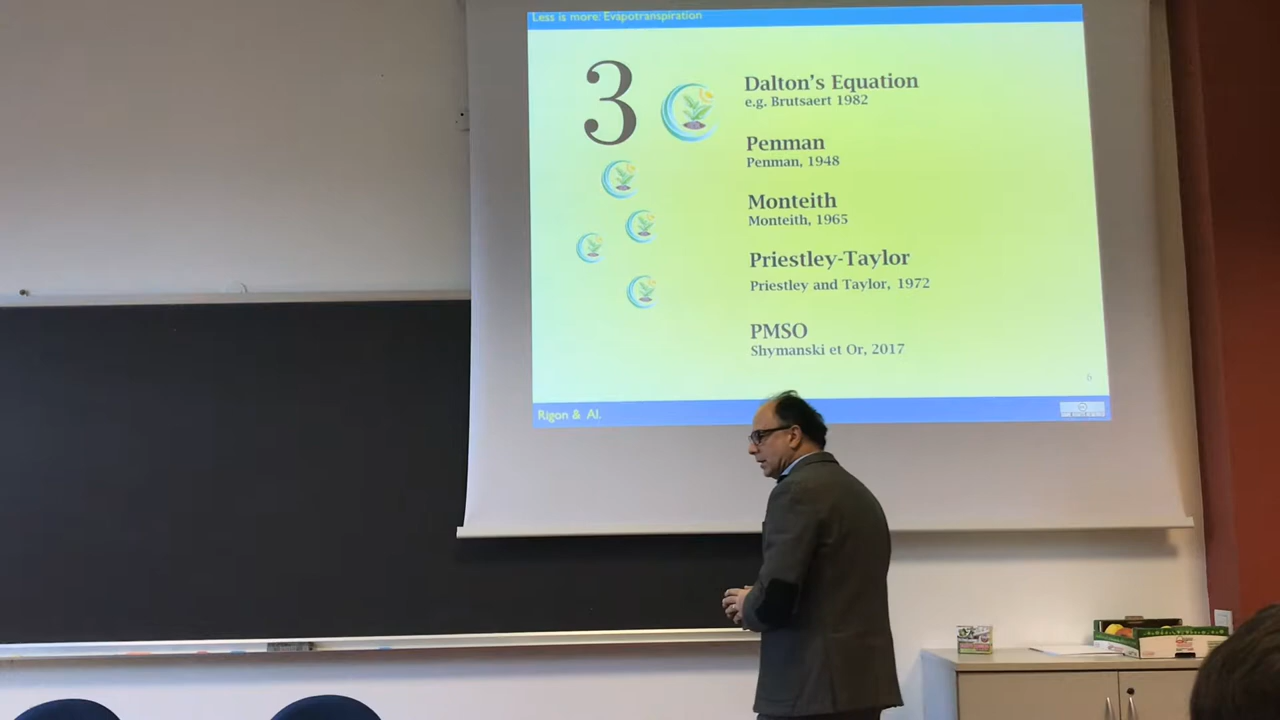 Less is more: Evapotranspiration
3
Dalton's Equation
e.g. Brutsaert 1982
Penman
Penman, 1948
Monteith
Monteith, 1965
Priestley-Taylor
Priestley and Taylor, 1972
PMSO
Shymanski et Or, 2017
6
Rigon & Al.